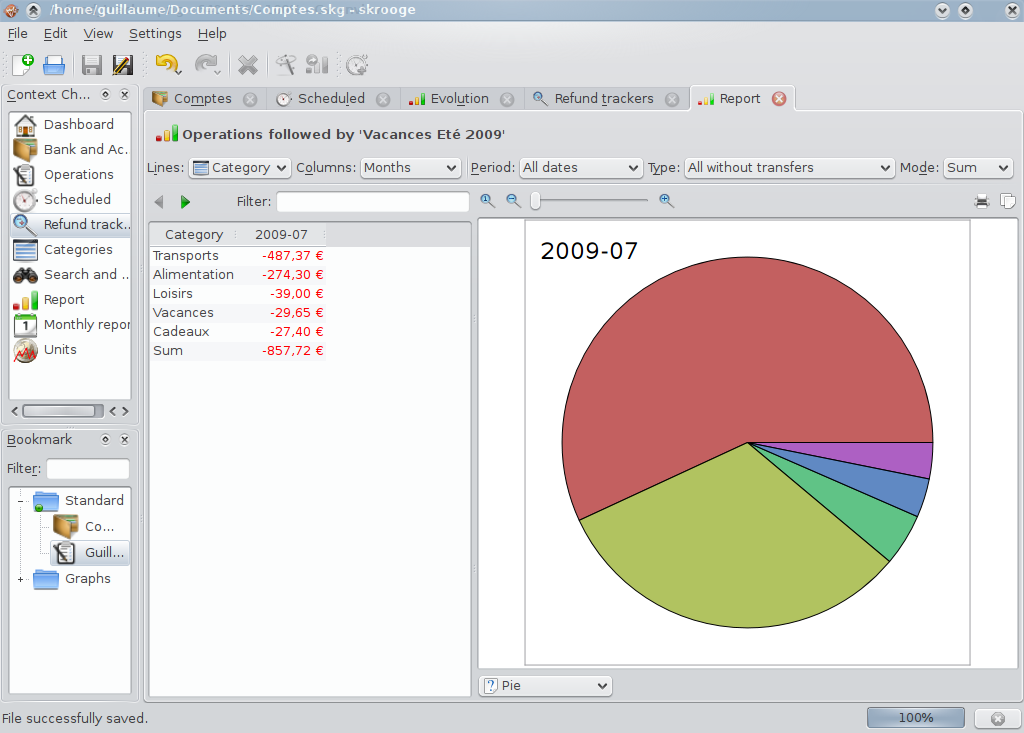 /home/guillaume/Documents/Comptes.skg - skrooge
File Edit View Settings Help
Context Ch...
Dashboard
Bank and Ac.
Operations
Scheduled
Refund track..
Categories
Search and ..
Report
1 Monthly repor
Units
Bookmark
Filter:
Standard
Co...
Guill...
Graphs
Comptes Scheduled Evolution Refund trackers Report
Operations followed by 'Vacances Eté 2009'
Lines: Category Columns: Months Period: All dates Type: All without transfers Mode: Sum
Filter:
Category 2009-07
Transports -487,37 €
Alimentation -274,30 €
Loisirs -39,00 €
Vacances -29,65 €
Cadeaux -27,40 €
Sum -857,72 €
2009-07
? Pie
File successfully saved.
100%